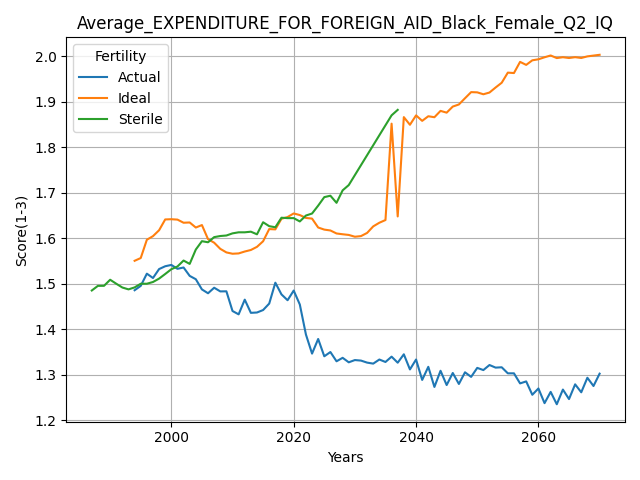 Average_EXPENDITURE_FOR_FOREIGN_AID_Black_Female_Q2_IQ
Fertility
Actual
Ideal
Sterile
Score(1-3)
2.0
1.9
1.8
1.7
1.6
1.5
1.4
1.3
1.2
2000
2020
2040
2060
Years